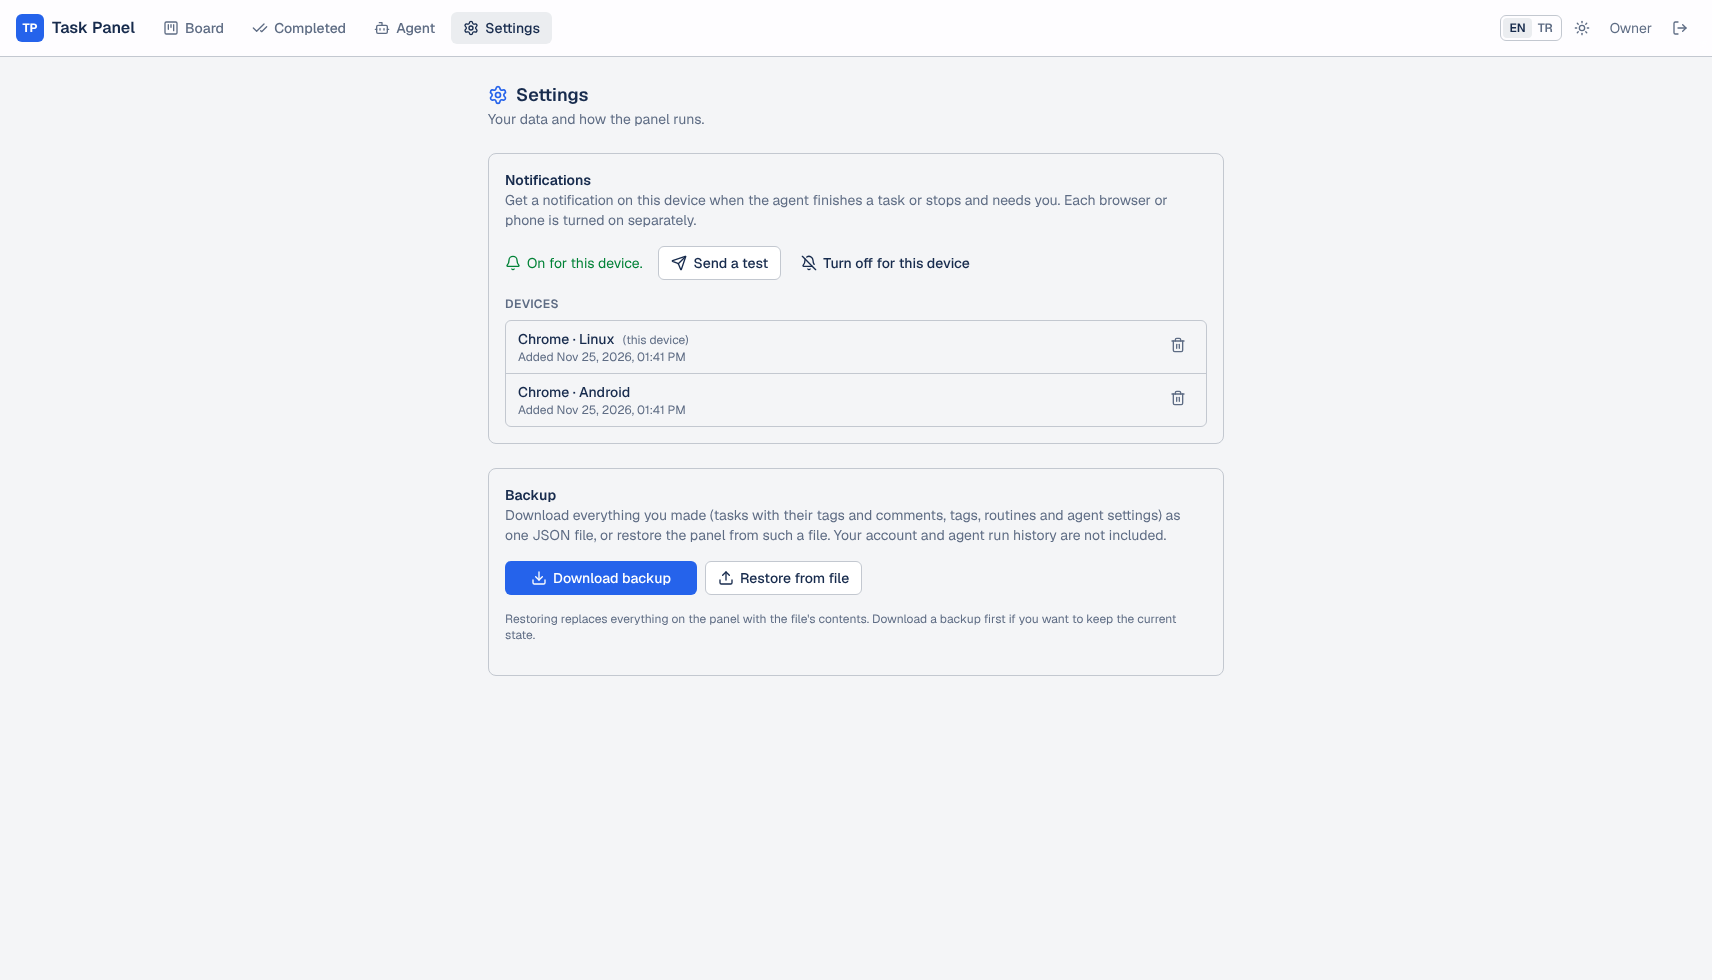 TP Task Panel Board Completed Agent Settings EN TR Owner
Settings
Your data and how the panel runs.
Notifications
Get a notification on this device when the agent finishes a task or stops and needs you. Each browser or
phone is turned on separately.
On for this device. Send a test Turn off for this device
DEVICES
Chrome · Linux (this device)
Added Nov 25, 2026, 01:41 PM
Chrome · Android
Added Nov 25, 2026, 01:41 PM
Backup
Download everything you made (tasks with their tags and comments, tags, routines and agent settings) as
one JSON file, or restore the panel from such a file. Your account and agent run history are not included.
Download backup Restore from file
Restoring replaces everything on the panel with the file's contents. Download a backup first if you want to keep the current
state.